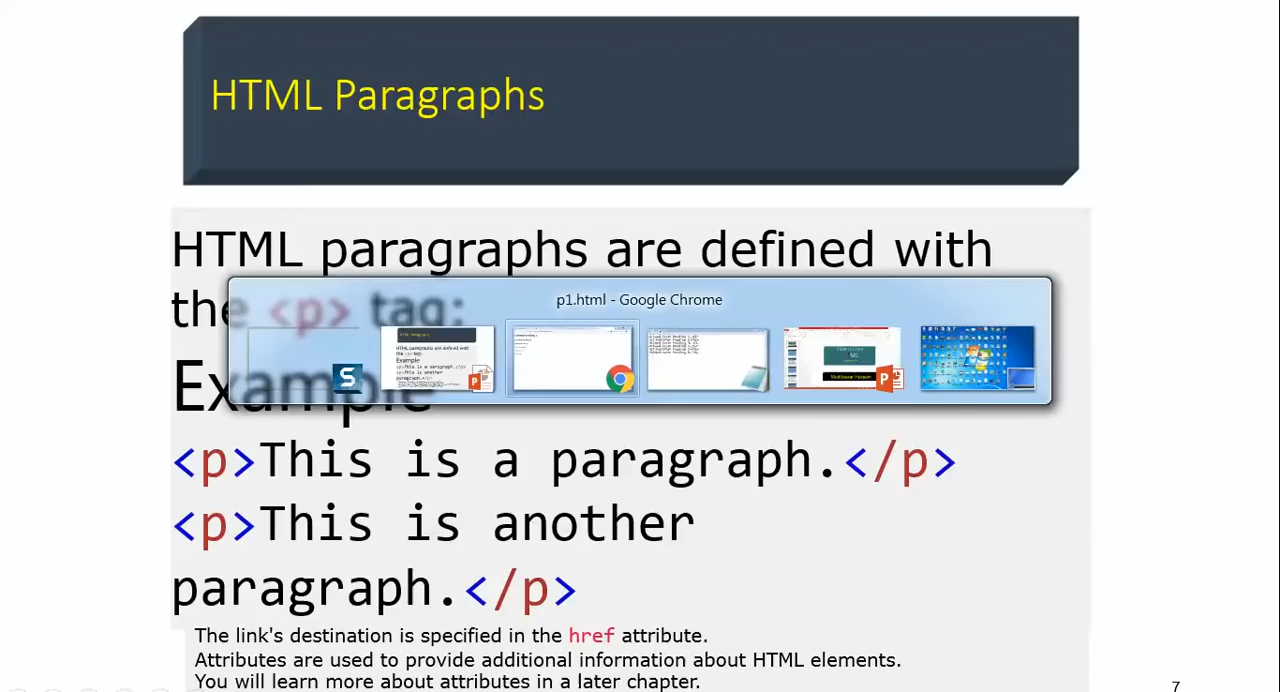 HTML Paragraphs
HTML paragraphs are defined with
the <p> tag:
p1.html - Google Chrome
Example
<p>This is a paragraph.</p>
<p>This is another
paragraph.</p>
The link's destination is specified in the href attribute.
Attributes are used to provide additional information about HTML elements.
You will learn more about attributes in a later chapter.
7